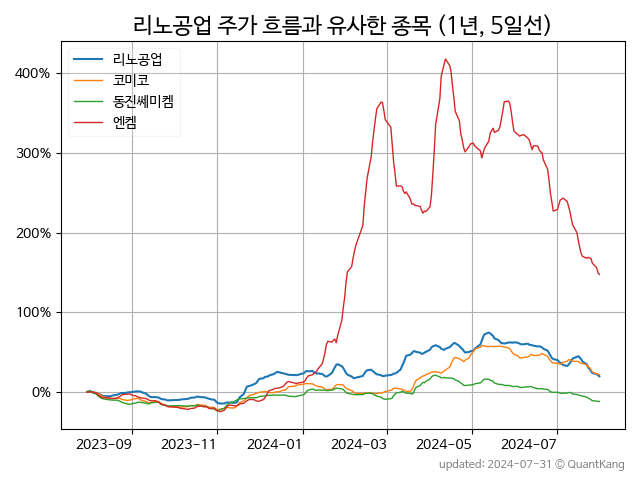 리노공업 주가 흐름과 유사한 종목 (1년, 5일선)
리노공업
코미코
동진쎄미켐
엔켐
400%
300%
200%
100%
0%
2023-09 2023-11 2024-01 2024-03 2024-05 2024-07
updated: 2024-07-31 © QuantKang